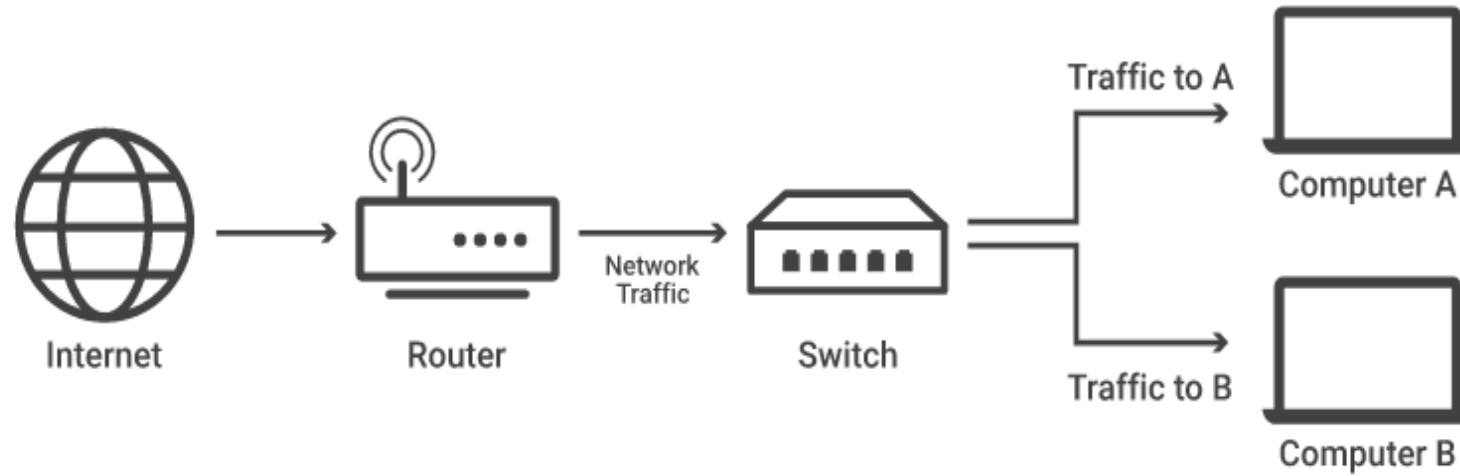 Internet
Router
Network
Traffic
Switch
Traffic to A
Computer A
Traffic to B
Computer B